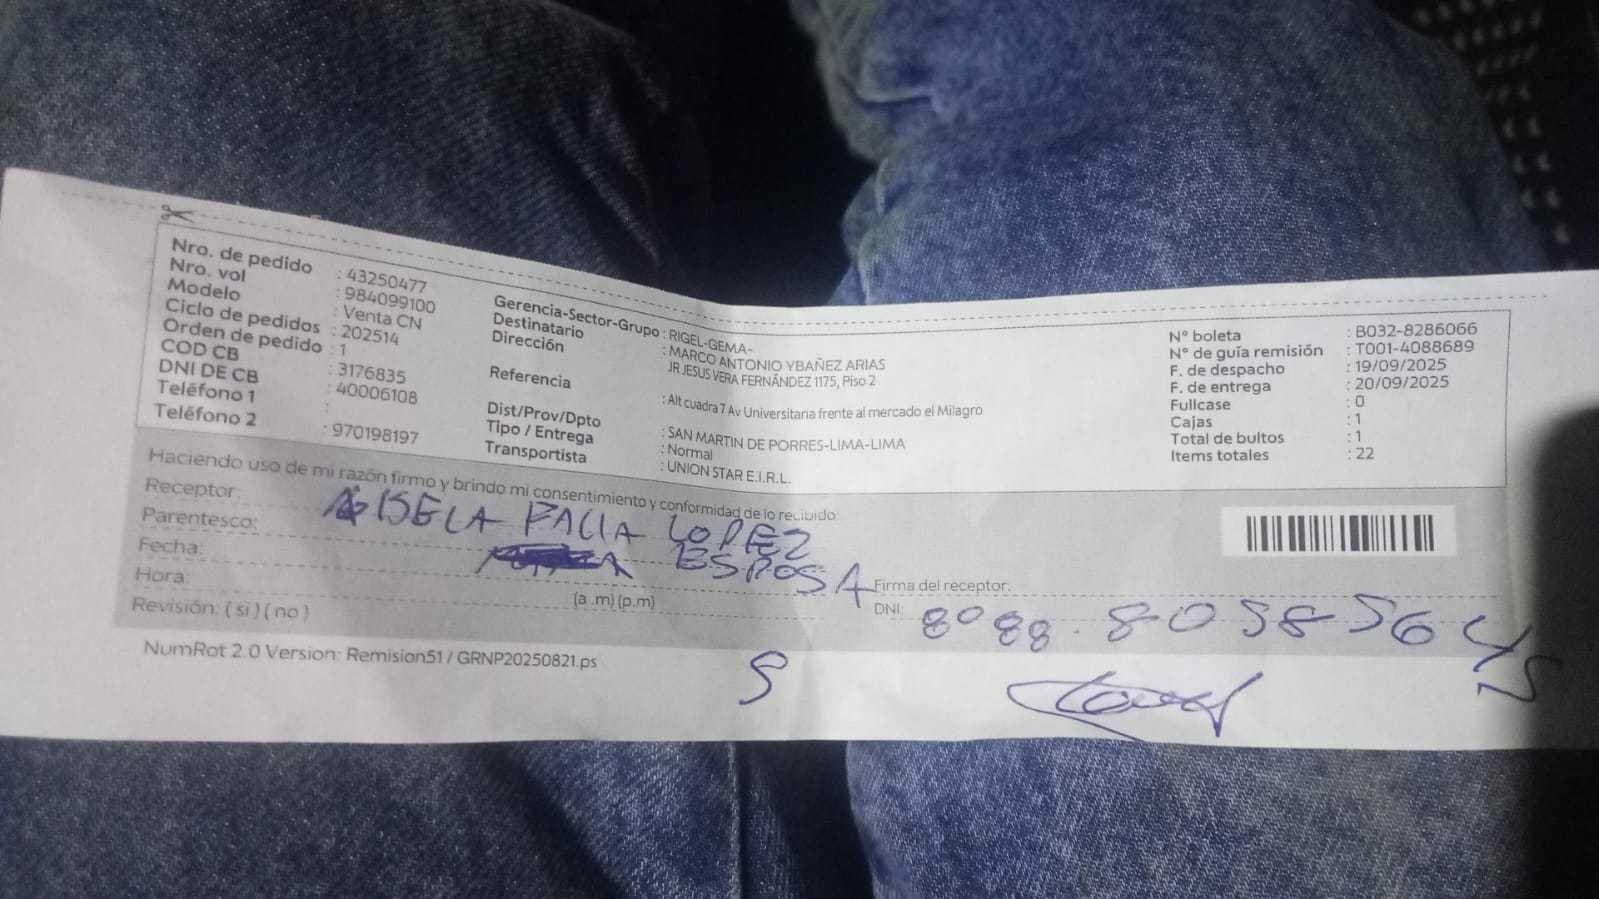 Nro. de pedido : 43250477
Nro. vol : 984099100
Modelo : Venta CN
Ciclo de pedidos : 202514
Orden de pedido : 1
COD CB : 3176835
DNI DE CB : 40006108
Teléfono 1 :
Teléfono 2 : 970198197
Gerencia-Sector-Grupo : RIGEL-GEMA-
Destinatario : MARCO ANTONIO YBAÑEZ ARIAS
Dirección JR JESUS VERA FERNÁNDEZ 1175, Piso 2
Referencia : Alt cuadra 7 Av Universitaria frente al mercado el Milagro
Dist/Prov/Dpto : SAN MARTIN DE PORRES-LIMA-LIMA
Tipo / Entrega : Normal
Transportista : UNION STAR E.I.R.L.
N° boleta : B032-8286066
N° de guía remisión : T001-4088689
F. de despacho : 19/09/2025
F. de entrega : 20/09/2025
Fullcase : 0
Cajas : 1
Total de bultos : 1
Items totales : 22
Haciendo uso de mi razón firmo y brindo mi consentimiento y conformidad de lo recibido:
Receptor: LOPEZ
Parentesco: ESPOSA
Fecha:
Hora: (a .m) (p.m)
Revisión: ( si ) ( no )
Firma del receptor:
DNI:
NumRot 2.0 Version: Remision51 / GRNP20250821.ps